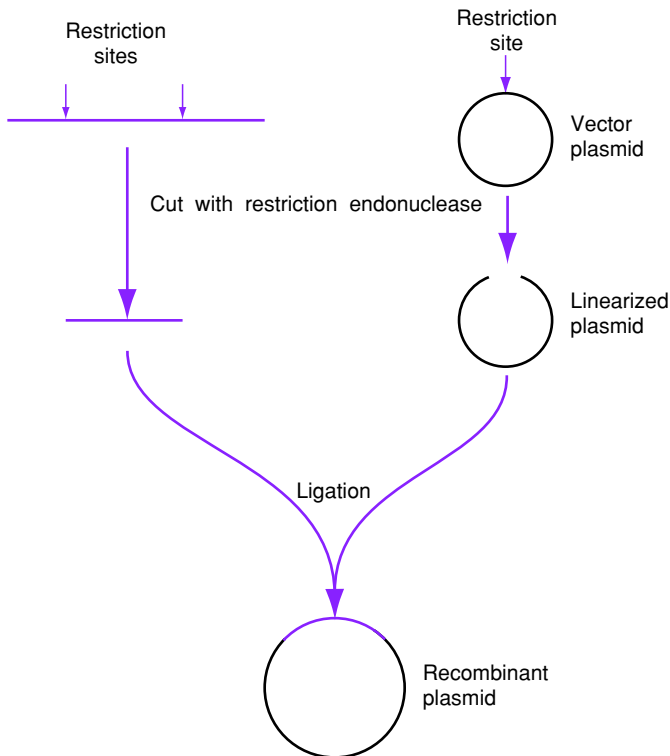 Restriction
sites
Restriction
site
Vector
plasmid
Cut with restriction endonuclease
Linearized
plasmid
Ligation
Recombinant
plasmid